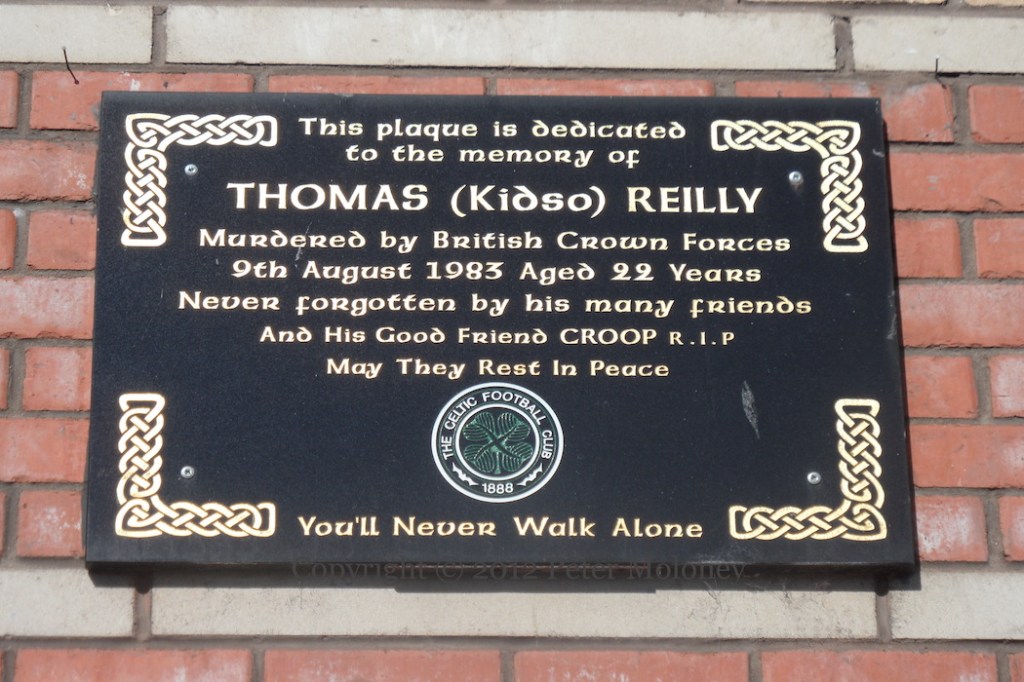 This plaque is dedicated
to the memory of
THOMAS (Kidso) REILLY
Murdered by British Crown Forces
9th August 1983 Aged 22 Years
Never forgotten by his many friends
And His Good Friend CROOP R.I.P
May They Rest In Peace
THE CELTIC FOOTBALL CLUB
1888
You'll Never Walk Alone
Copyright © 2012 Peter Moloney